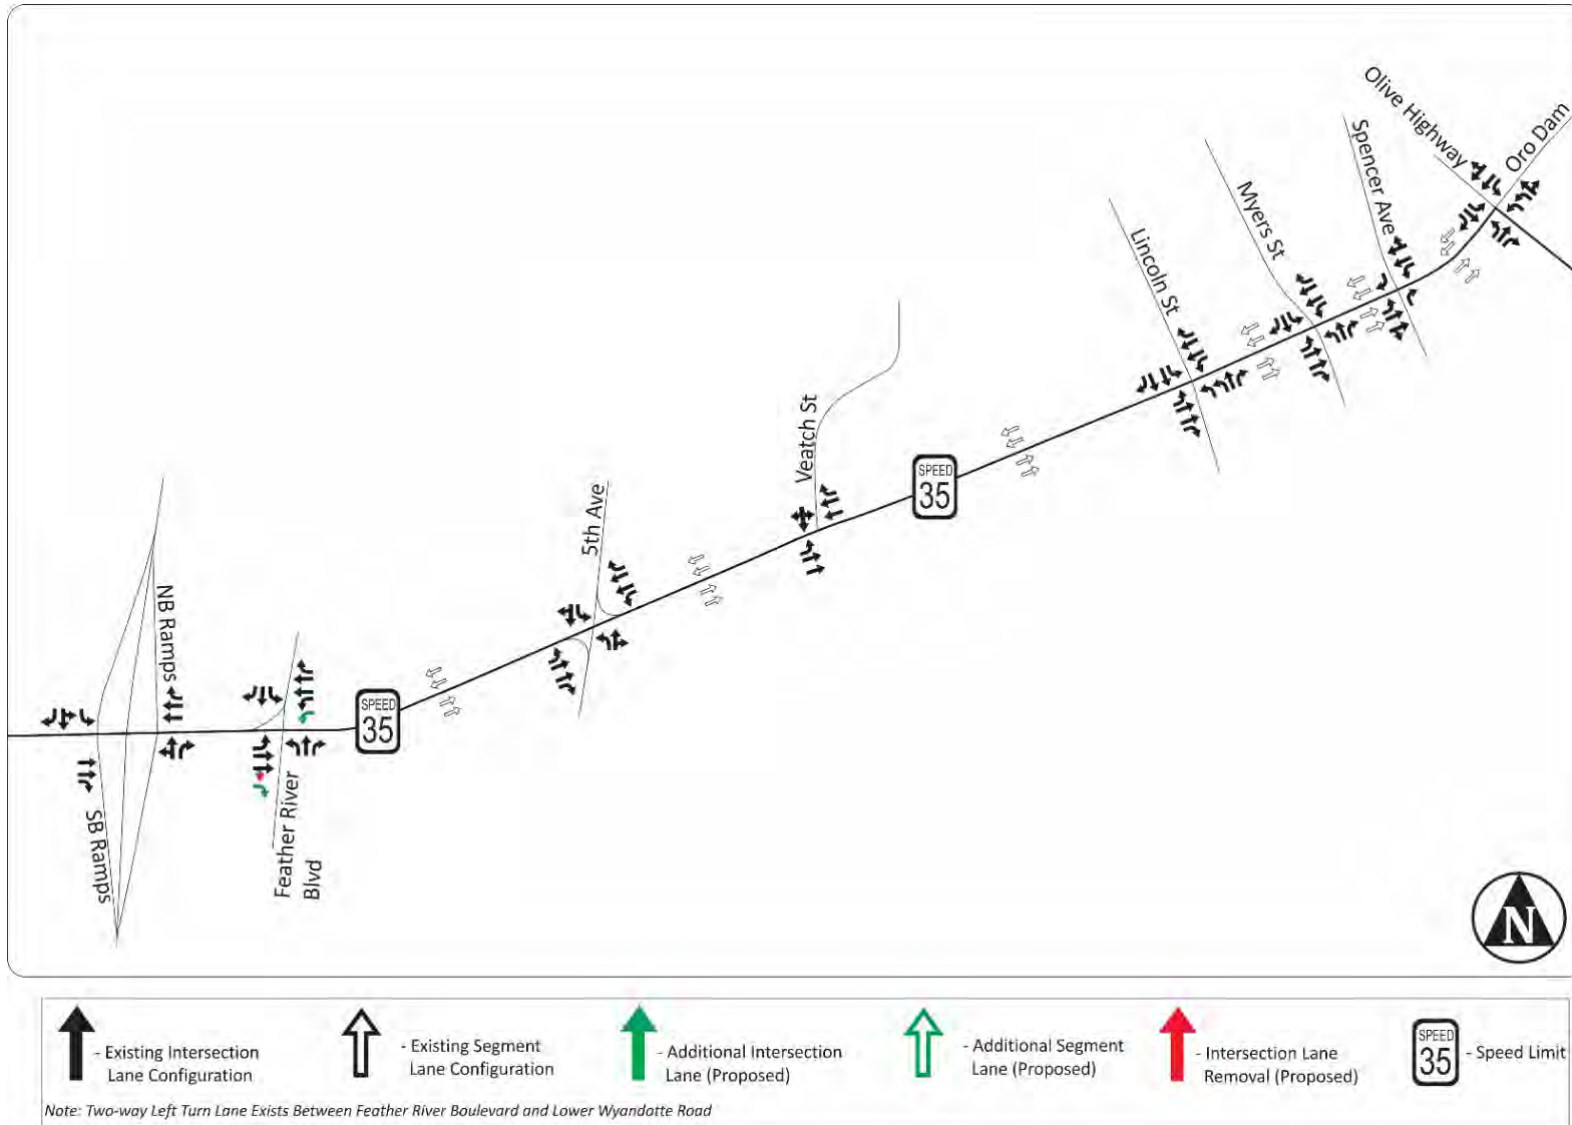 Olive Highway
Oro Dam
Spencer Ave
Myers St
Lincoln St
Veatch St
SPEED
35
5th Ave
NB Ramps
SPEED
35
SB Ramps
Feather River
Blvd
N
- Existing Intersection
Lane Configuration
- Existing Segment
Lane Configuration
- Additional Intersection
Lane (Proposed)
- Additional Segment
Lane (Proposed)
- Intersection Lane
Removal (Proposed)
SPEED
35
- Speed Limit
Note: Two-way Left Turn Lane Exists Between Feather River Boulevard and Lower Wyandotte Road